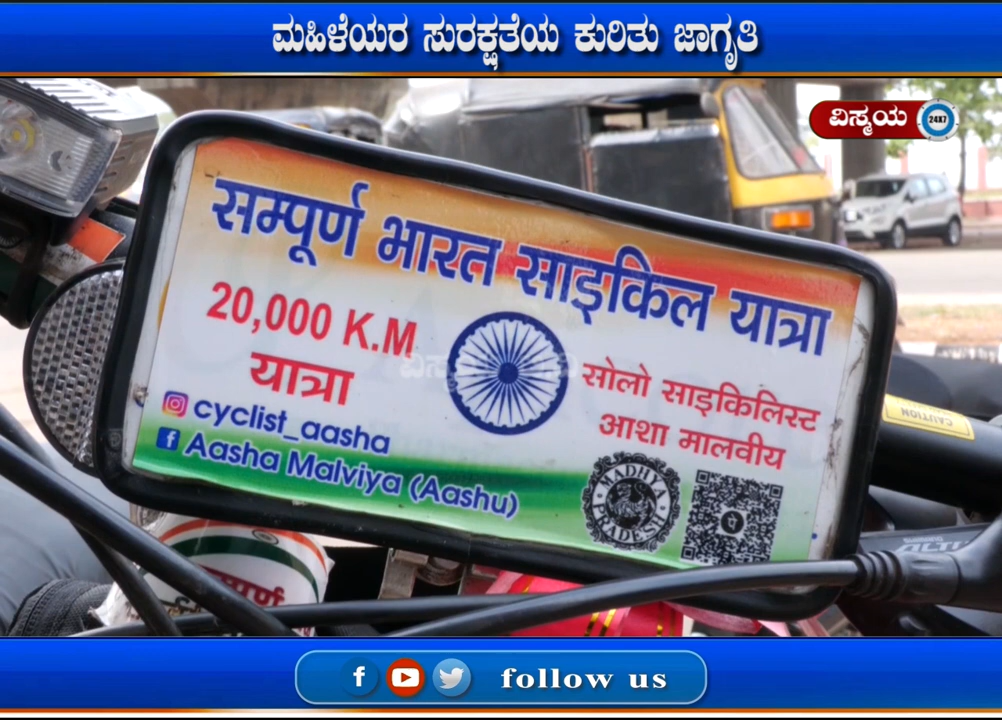 ಮಹಿಳೆಯರ ಸುರಕ್ಷತೆಯ ಕುರಿತು ಜಾಗೃತಿ
ವಿಸ್ಮಯ 24X7
सम्पूर्ण भारत साइकिल यात्रा
20,000 K.M
यात्रा
सोलो साइकिलिस्ट
आशा मालवीय
cyclist_aasha
Aasha Malviya (Aashu)
MADHYA
PRADESH
CAUTION
follow us